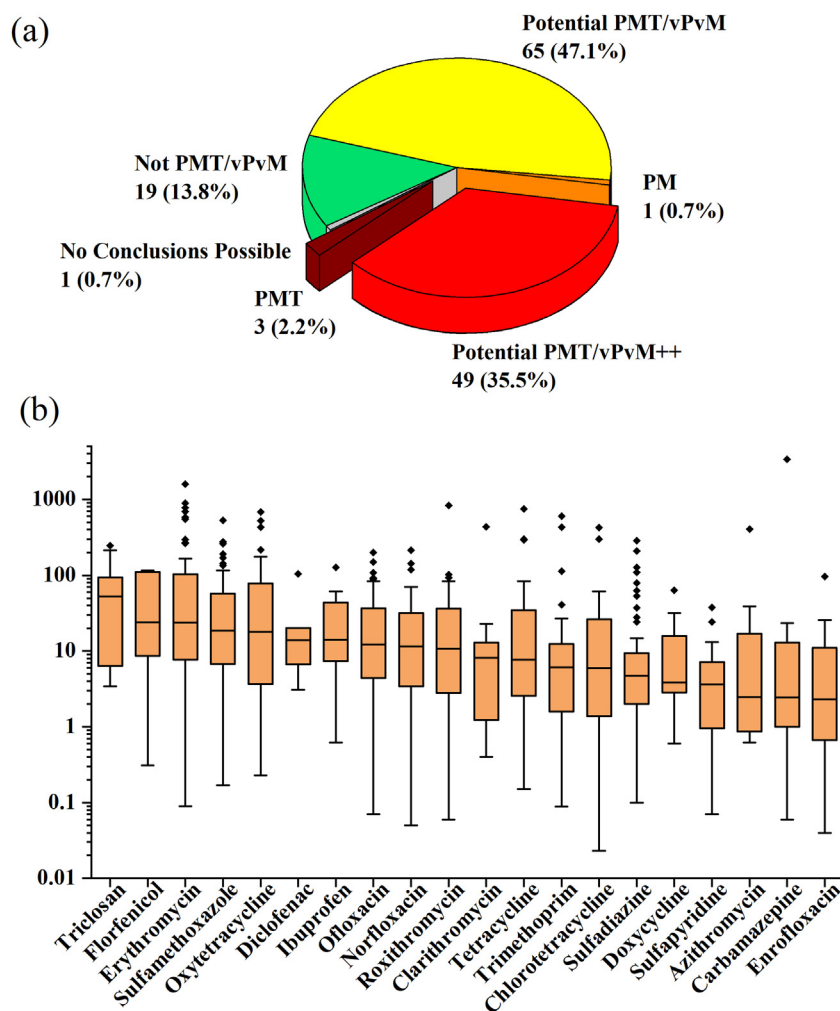 (a)
Potential PMT/vPvM
65 (47.1%)
Not PMT/vPvM
19 (13.8%)
PM
1 (0.7%)
No Conclusions Possible
1 (0.7%)
PMT
3 (2.2%)
Potential PMT/vPvM++
49 (35.5%)
(b)
1000
100
10
1
0.1
0.01
Triclosan
Florfenicol
Erythromycin
Sulfamethoxazole
Oxytetracycline
Diclofenac
Ibuprofen
Ofloxacin
Norfloxacin
Roxithromycin
Clarithromycin
Tetracycline
Trimethoprim
Chlorotetracycline
Sulfadiazine
Doxycycline
Sulfapyridine
Azithromycin
Carbamazepine
Enrofloxacin